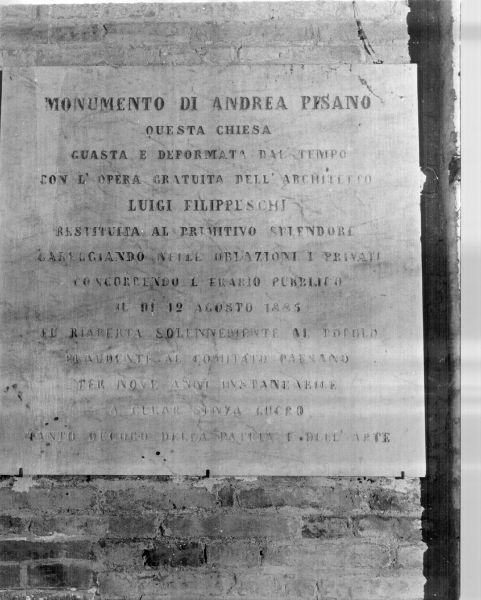 MONUMENTO DI ANDREA PISANO
QUESTA CHIESA
GUASTA E DEFORMATA DAL TEMPO
CON L'OPERA GRATUITA DELL'ARCHITETTO
LUIGI FILIPPESCHI
RESTITUITA AL PRIMITIVO SPLENDORE
GAREGGIANDO NELLE OBLAZIONI I PRIVATI
CONCORRENDO L'ERARIO PUBBLICO
IL DI 12 AGOSTO 1885
FU RIAPERTA SOLENNEMENTE AL POPOLO
PLAUDENTE AL COMITATO PAESANO
PER NOVE ANNI INSTANCABILE
A CURAR SENZA LUCRO
TANTO DECORO DELLA PATRIA E DELL'ARTE